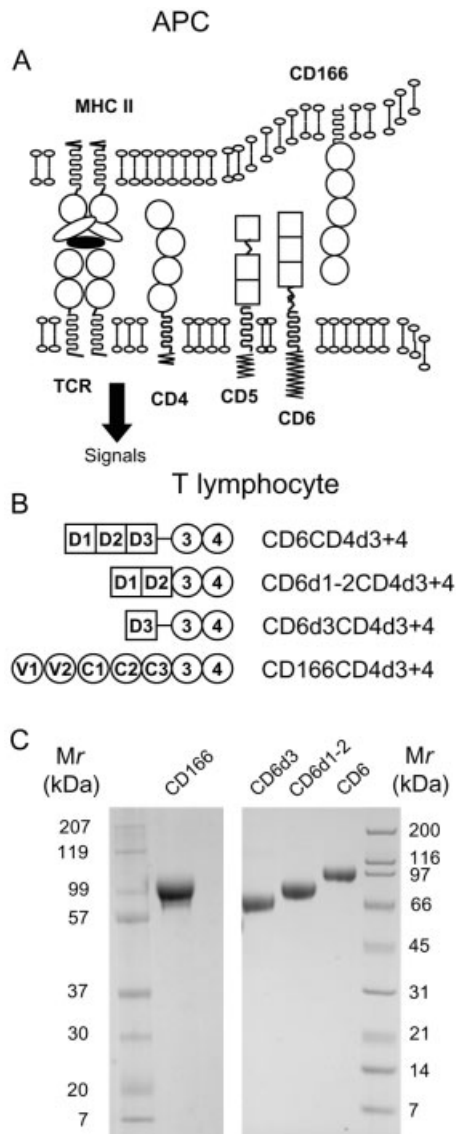 APC
A
CD166
MHC II
TCR
CD4
CD5
CD6
Signals
T lymphocyte
B
D1 D2 D3 3 4 CD6CD4d3+4
D1 D2 3 4 CD6d1-2CD4d3+4
D3 3 4 CD6d3CD4d3+4
V1 V2 C1 C2 C3 3 4 CD166CD4d3+4
C
Mr
(kDa)
CD166
CD6d3
CD6d1-2
CD6
Mr
(kDa)
207
119
99
57
37
30
20
7
200
116
97
66
45
31
21
14
7